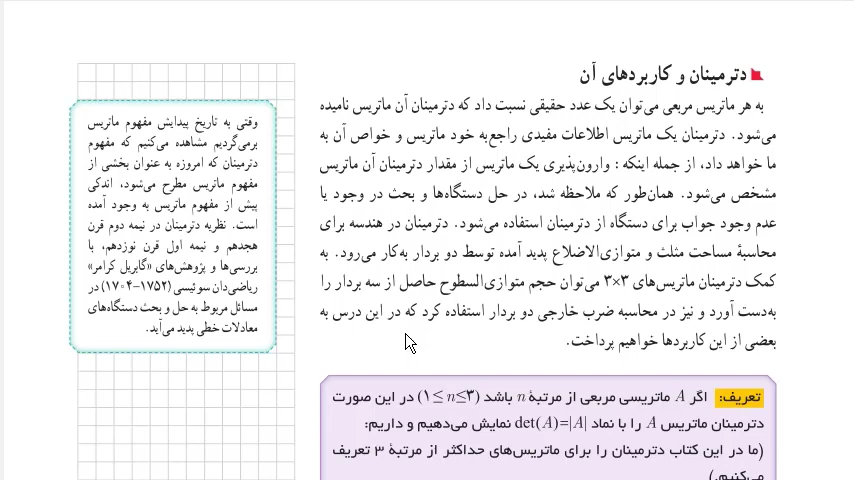 دترمینان و کاربردهای آن
به هر ماتریس مربعی می‌توان یک عدد حقیقی نسبت داد که دترمینان آن ماتریس نامیده
می‌شود. دترمینان یک ماتریس اطلاعات مفیدی راجع‌به خود ماتریس و خواص آن به
ما خواهد داد، از جمله اینکه : وارون‌پذیری یک ماتریس از مقدار دترمینان آن ماتریس
مشخص می‌شود. همان‌طور که ملاحظه شد، در حل دستگاه‌ها و بحث در وجود یا
عدم وجود جواب برای دستگاه از دترمینان استفاده می‌شود. دترمینان در هندسه برای
محاسبهٔ مساحت مثلث و متوازی‌الاضلاع پدید آمده توسط دو بردار به‌کار می‌رود. به
کمک دترمینان ماتریس‌های ۳×۳ می‌توان حجم متوازی‌السطوح حاصل از سه بردار را
به‌دست آورد و نیز در محاسبه ضرب خارجی دو بردار استفاده کرد که در این درس به
بعضی از این کاربردها خواهیم پرداخت.
وقتی به تاریخ پیدایش مفهوم ماتریس
برمی‌گردیم مشاهده می‌کنیم که مفهوم
دترمینان که امروزه به عنوان بخشی از
مفهوم ماتریس مطرح می‌شود، اندکی
پیش از مفهوم ماتریس به وجود آمده
است. نظریه دترمینان در نیمه دوم قرن
هجدهم و نیمه اول قرن نوزدهم، با
بررسی‌ها و پژوهش‌های «گابریل کرامر»
ریاضی‌دان سوئیسی (۱۷۵۲–۱۷۰۴) در
مسائل مربوط به حل و بحث دستگاه‌های
معادلات خطی پدید می‌آید.
تعریف: اگر A ماتریسی مربعی از مرتبهٔ n باشد (۱≤n≤۳) در این صورت
دترمینان ماتریس A را با نماد det(A)=|A| نمایش می‌دهیم و داریم:
(ما در این کتاب دترمینان را برای ماتریس‌های حداکثر از مرتبهٔ ۳ تعریف
می‌کنیم.)